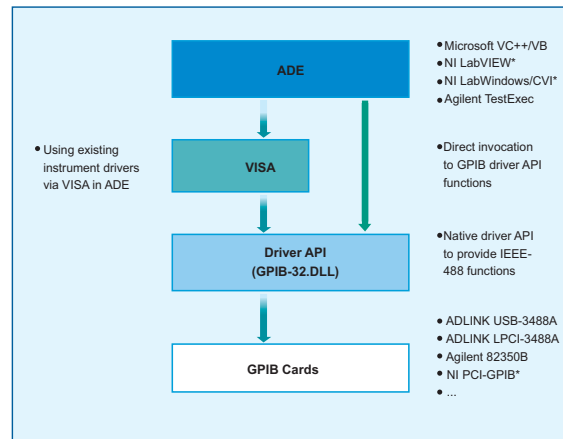 ADE
● Microsoft VC++/VB
● NI LabVIEW*
● NI LabWindows/CVI*
● Agilent TestExec
● Using existing
instrument drivers
via VISA in ADE
VISA
● Direct invocation
to GPIB driver API
functions
Driver API
(GPIB-32.DLL)
● Native driver API
to provide IEEE-
488 functions
GPIB Cards
● ADLINK USB-3488A
● ADLINK LPCI-3488A
● Agilent 82350B
● NI PCI-GPIB*
● ...